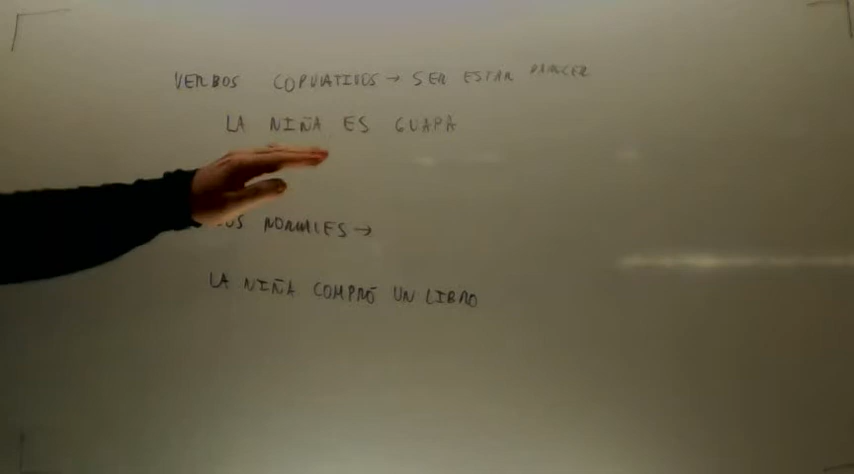 VERBOS COPULATIVOS → SER ESTAR PARECER
LA NIÑA ES GUAPA
NORMALES →
LA NIÑA COMPRÓ UN LIBRO